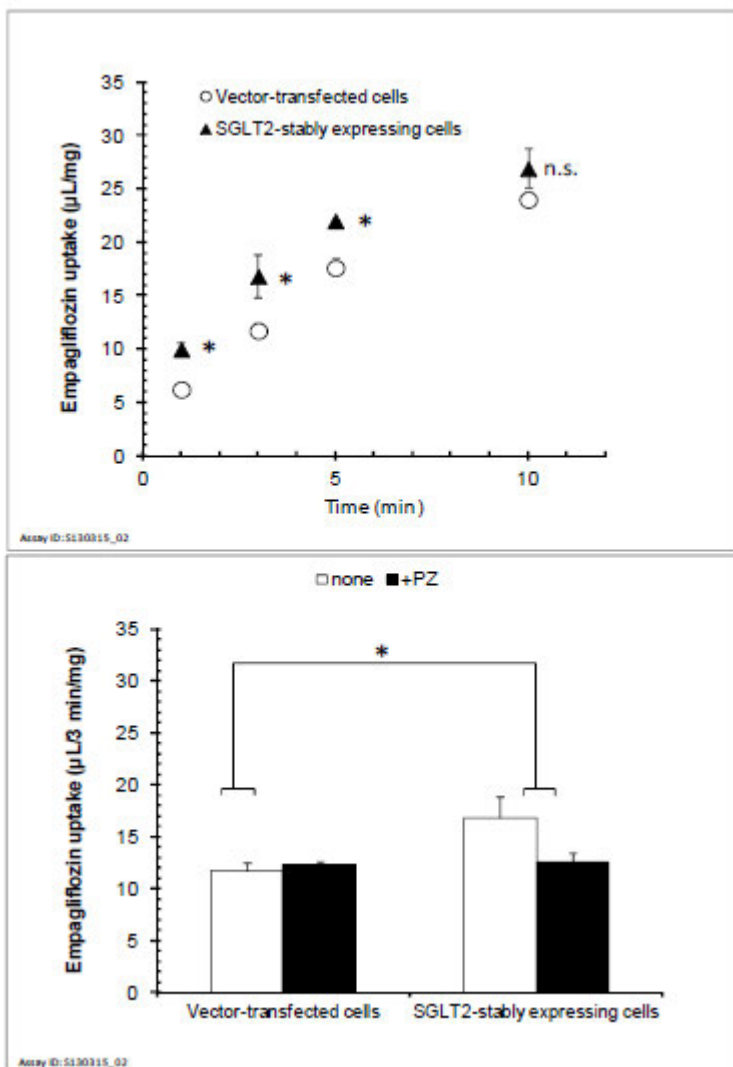 35
30
25
20
15
10
5
0
Empagliflozin uptake (µL/mg)
Vector-transfected cells
SGLT2-stably expressing cells
*
*
*
n.s.
0 5 10
Time (min)
Assay ID:S130315_02
none +PZ
35
30
25
20
15
10
5
0
Empagliflozin uptake (µL/3 min/mg)
*
Vector-transfected cells SGLT2-stably expressing cells
Assay ID:S130315_02